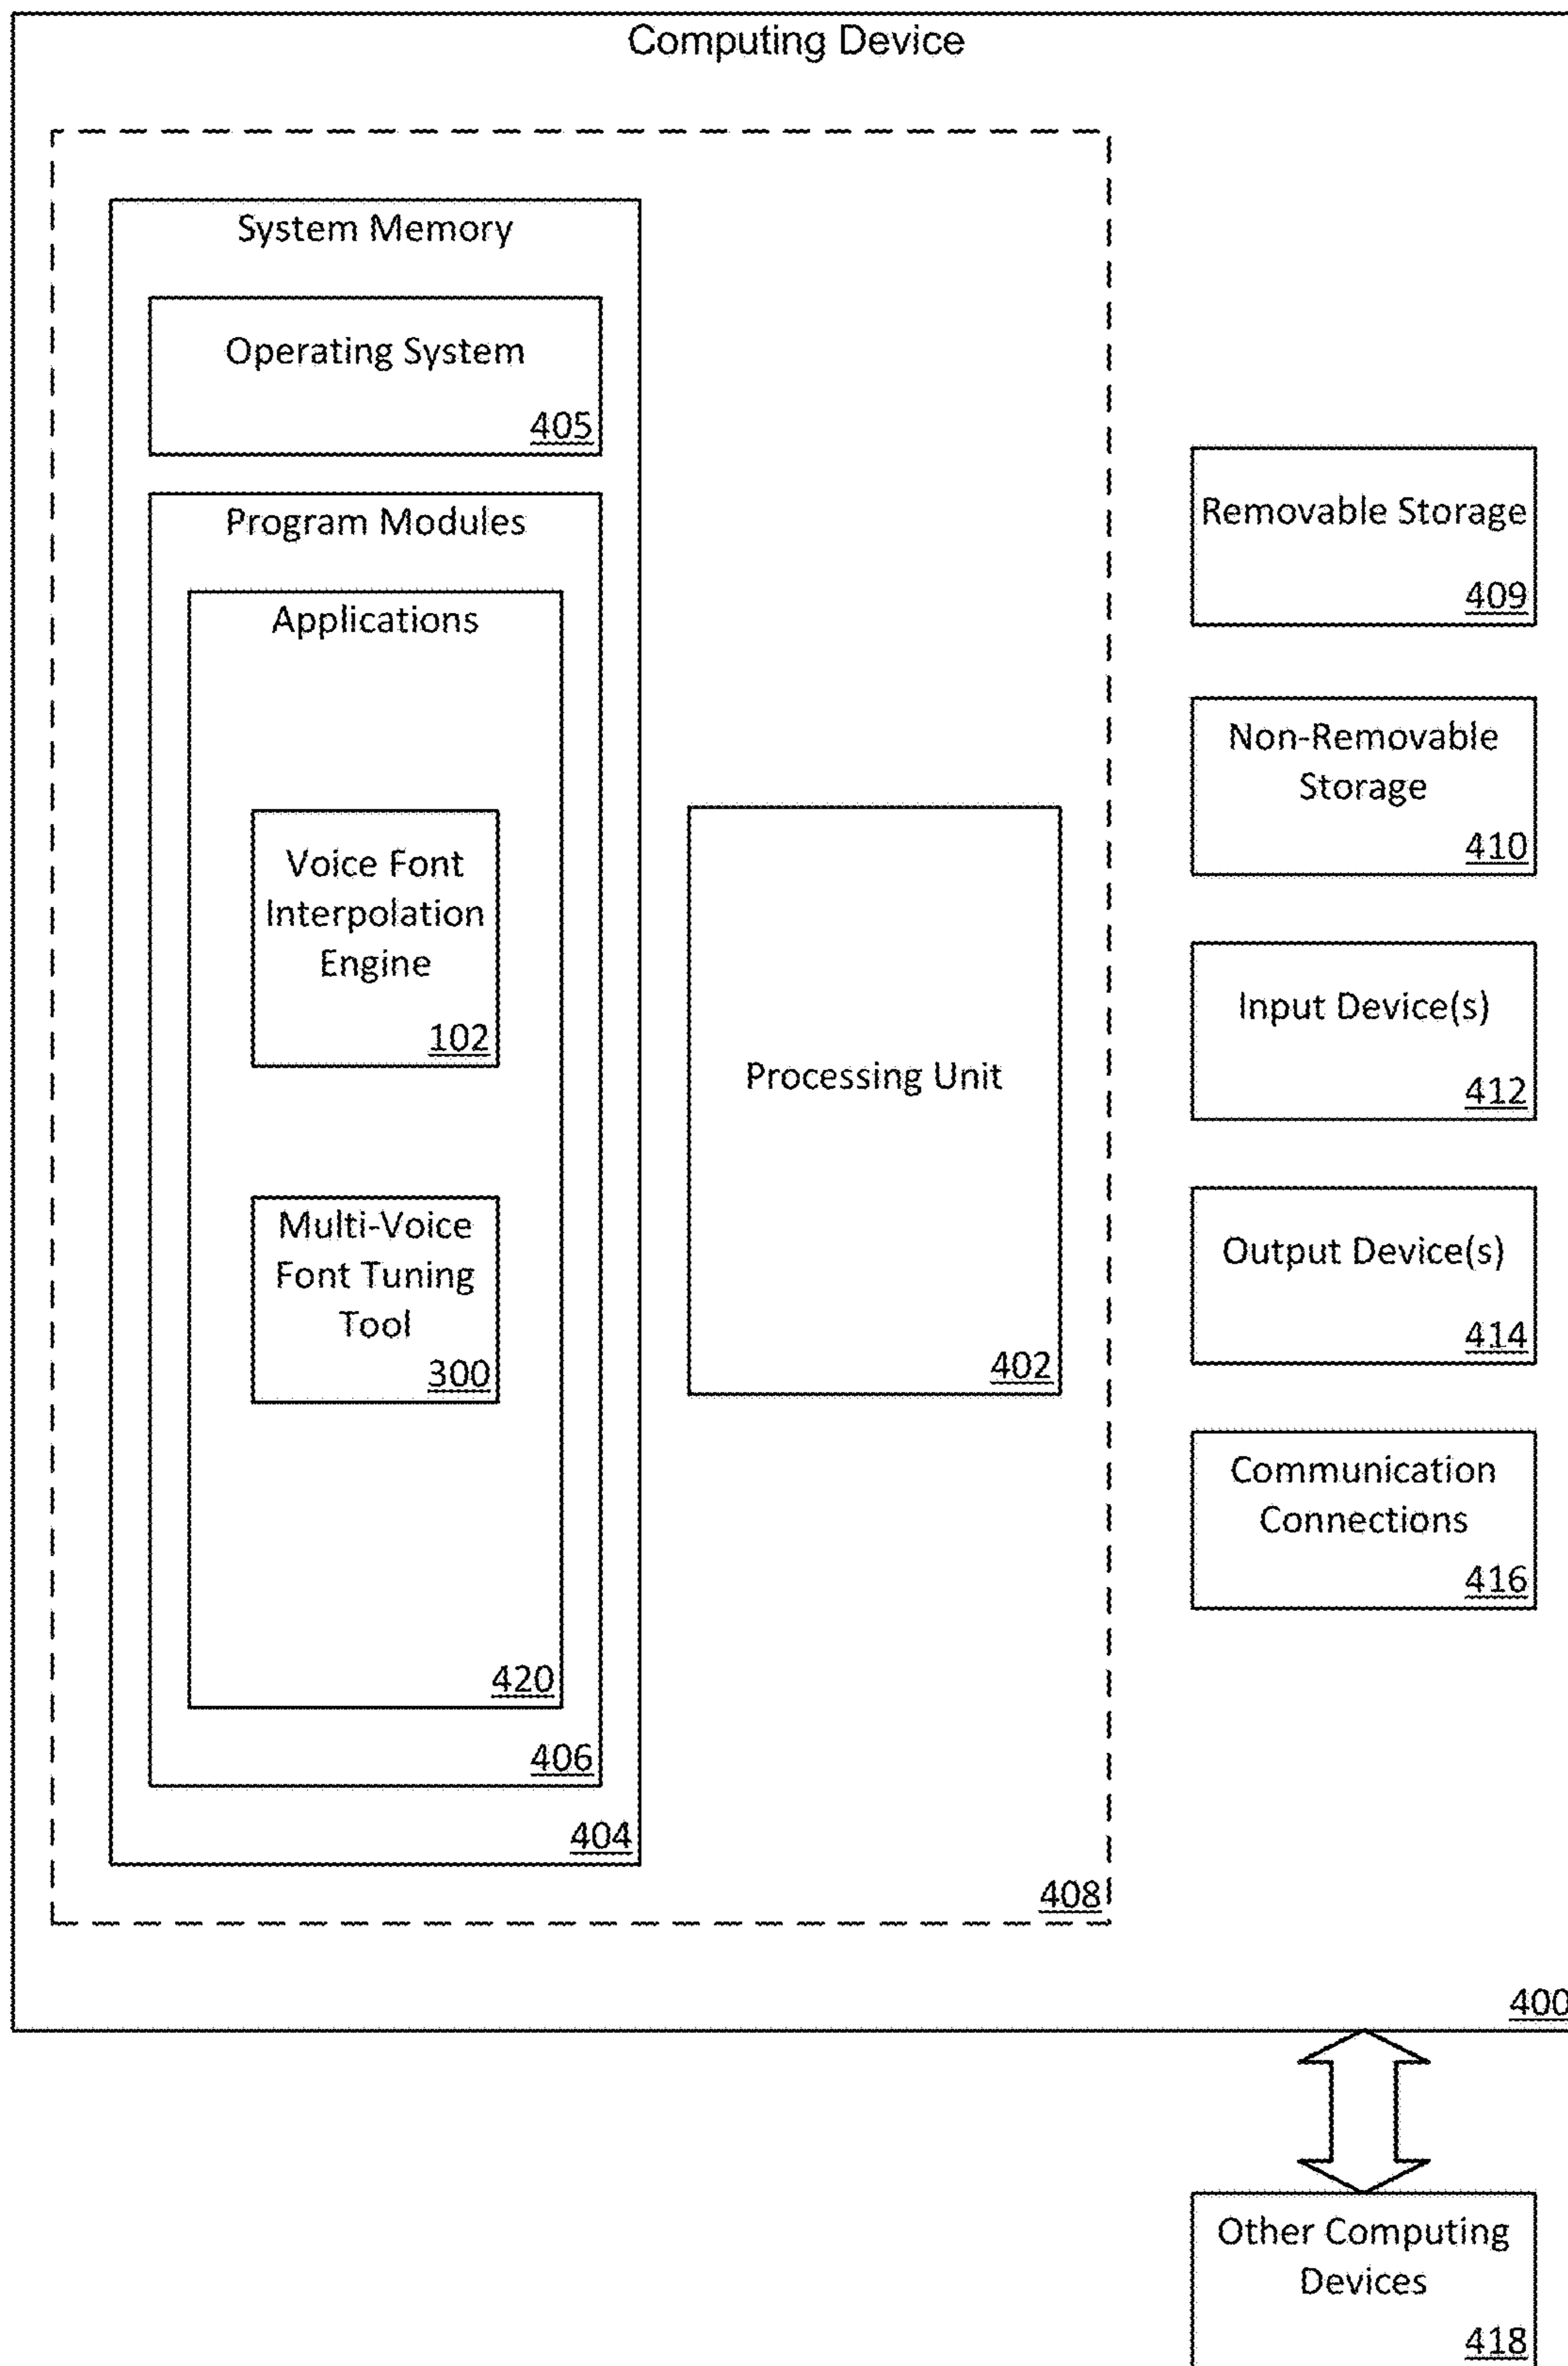 Computing Device
System Memory
Operating System
405
Program Modules
Applications
Voice Font
Interpolation
Engine
102
Multi-Voice
Font Tuning
Tool
300
420
406
404
Processing Unit
402
408
Removable Storage
409
Non-Removable
Storage
410
Input Device(s)
412
Output Device(s)
414
Communication
Connections
416
400
Other Computing
Devices
418